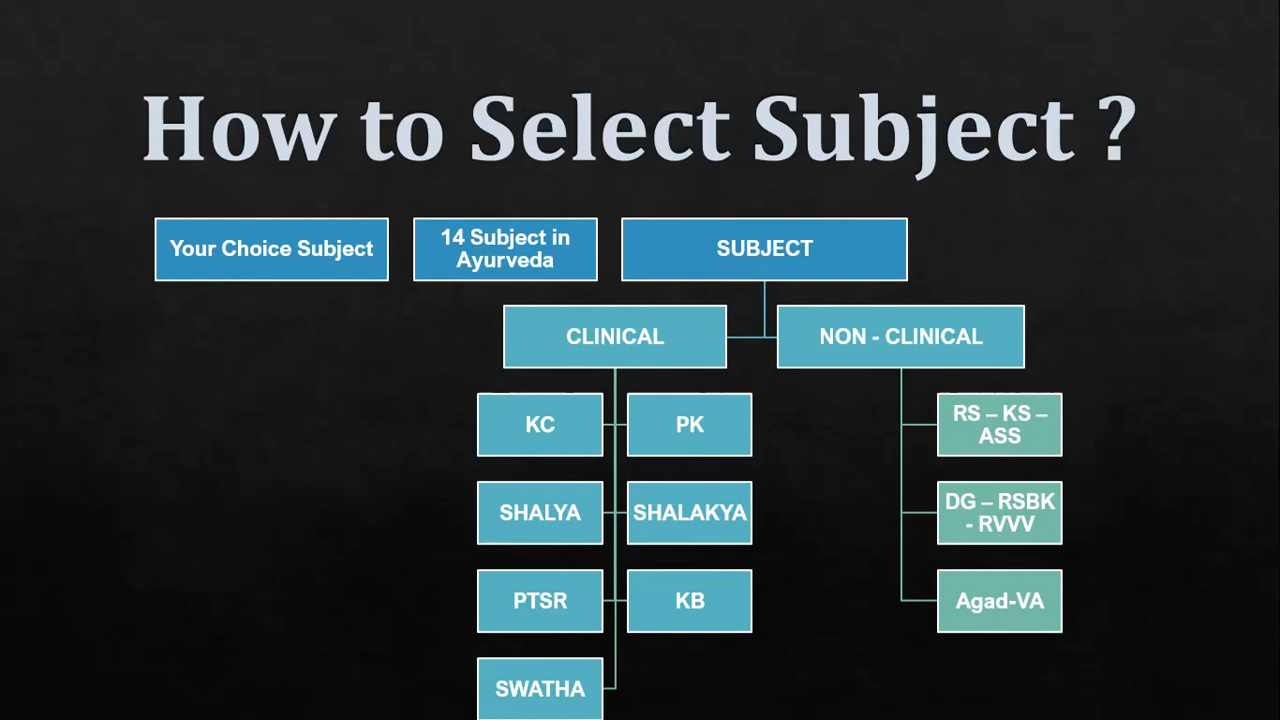 How to Select Subject ?
Your Choice Subject
14 Subject in
Ayurveda
SUBJECT
CLINICAL
NON - CLINICAL
KC
PK
RS – KS –
ASS
SHALYA
SHALAKYA
DG – RSBK
- RVVV
PTSR
KB
Agad-VA
SWATHA